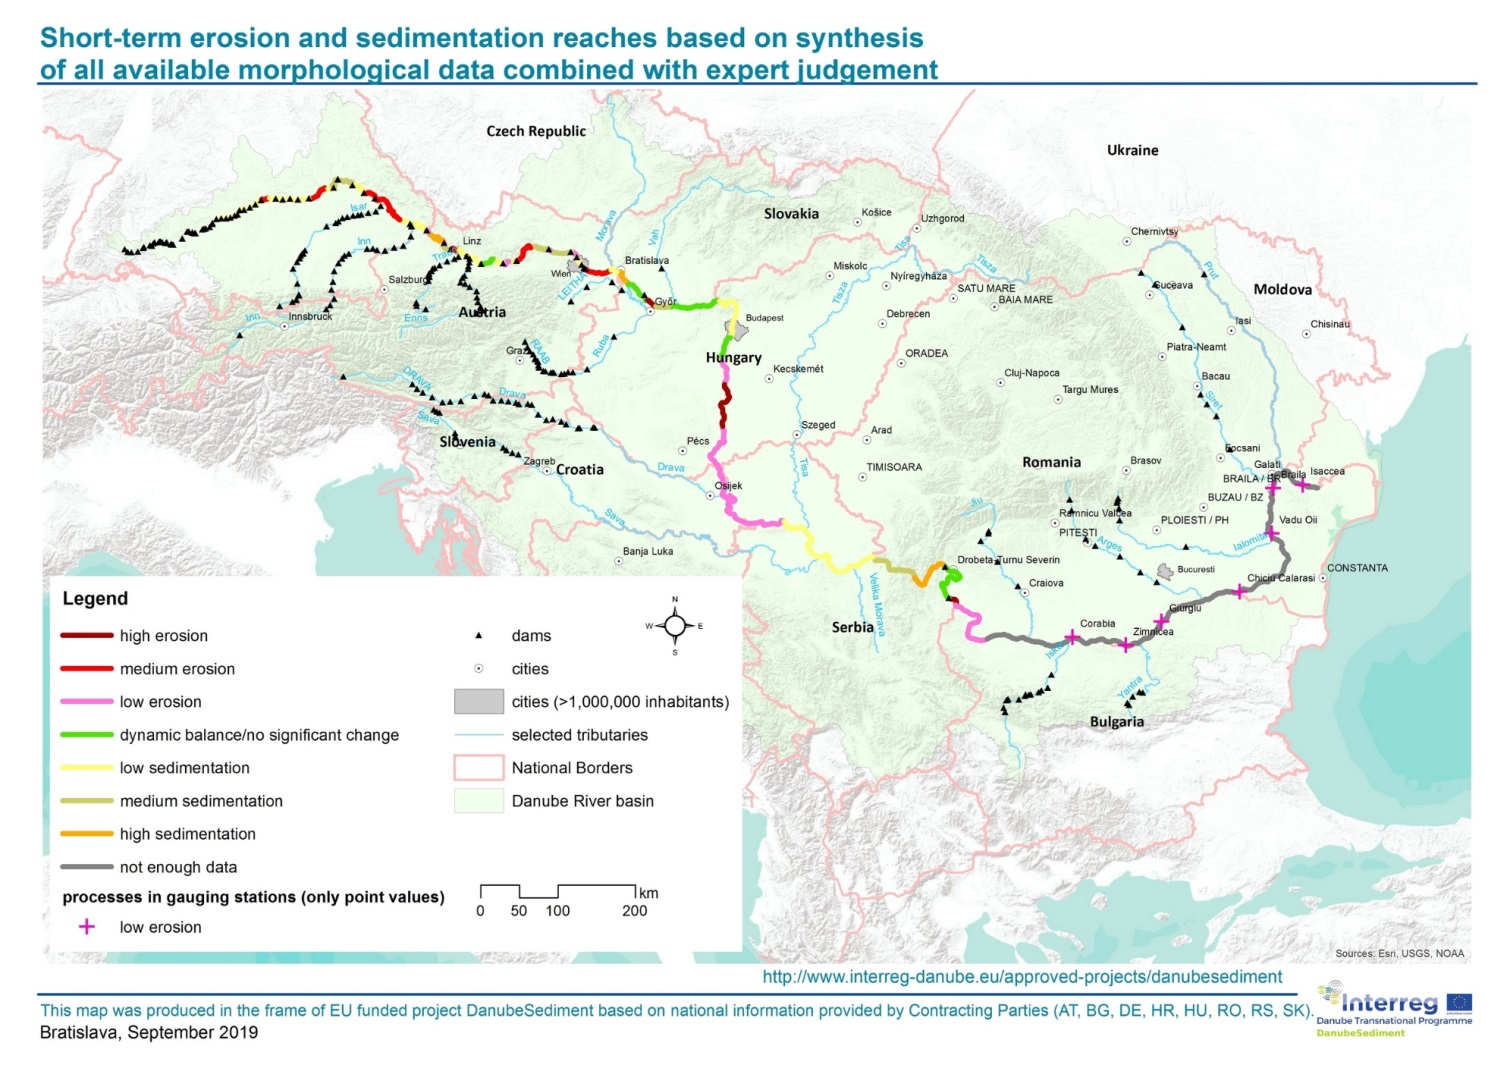 Short-term erosion and sedimentation reaches based on synthesis
of all available morphological data combined with expert judgement
Czech Republic
Ukraine
Slovakia
Košice
Uzhgorod
Chernivtsy
Morava
Vah
Tisa
Isar
Inn
Linz
Bratislava
Miskolc
Nyíregyháza
Tisza
Prut
Wien
Salzburg
LEITHA
SATU MARE
BAIA MARE
Suceava
Moldova
Győr
Tisza
Inn
Innsbruck
Enns
Austria
Budapest
Debrecen
Iasi
Chisinau
Graz
RAAB
Ruba
Hungary
ORADEA
Piatra-Neamt
DRAVA
Kecskemét
Cluj-Napoca
Targu Mures
Bacau
Drava
Siret
Sava
Slovenia
Pécs
Szeged
Arad
Focsani
Zagreb
Croatia
Drava
Tisa
TIMISOARA
Romania
Brasov
Galati
Braila
Isaccea
BRAILA / BR
Osijek
BUZAU / BZ
Jiu
Ramnicu Valcea
PLOIESTI / PH
Vadu Oii
Sava
PITESTI
Arges
Ialomita
Banja Luka
Drobeta-Turnu Severin
Bucuresti
Chiciu Calarasi
CONSTANTA
Velika Morava
Craiova
Giurgiu
Serbia
Corabia
Zimnicea
Yantra
Bulgaria
Legend
high erosion
medium erosion
low erosion
dynamic balance/no significant change
low sedimentation
medium sedimentation
high sedimentation
not enough data
processes in gauging stations (only point values)
low erosion
N
W
E
S
dams
cities
cities (>1,000,000 inhabitants)
selected tributaries
National Borders
Danube River basin
km
0 50 100 200
Sources: Esri, USGS, NOAA
http://www.interreg-danube.eu/approved-projects/danubesediment
This map was produced in the frame of EU funded project DanubeSediment based on national information provided by Contracting Parties (AT, BG, DE, HR, HU, RO, RS, SK).
Bratislava, September 2019
Interreg
Danube Transnational Programme
DanubeSediment